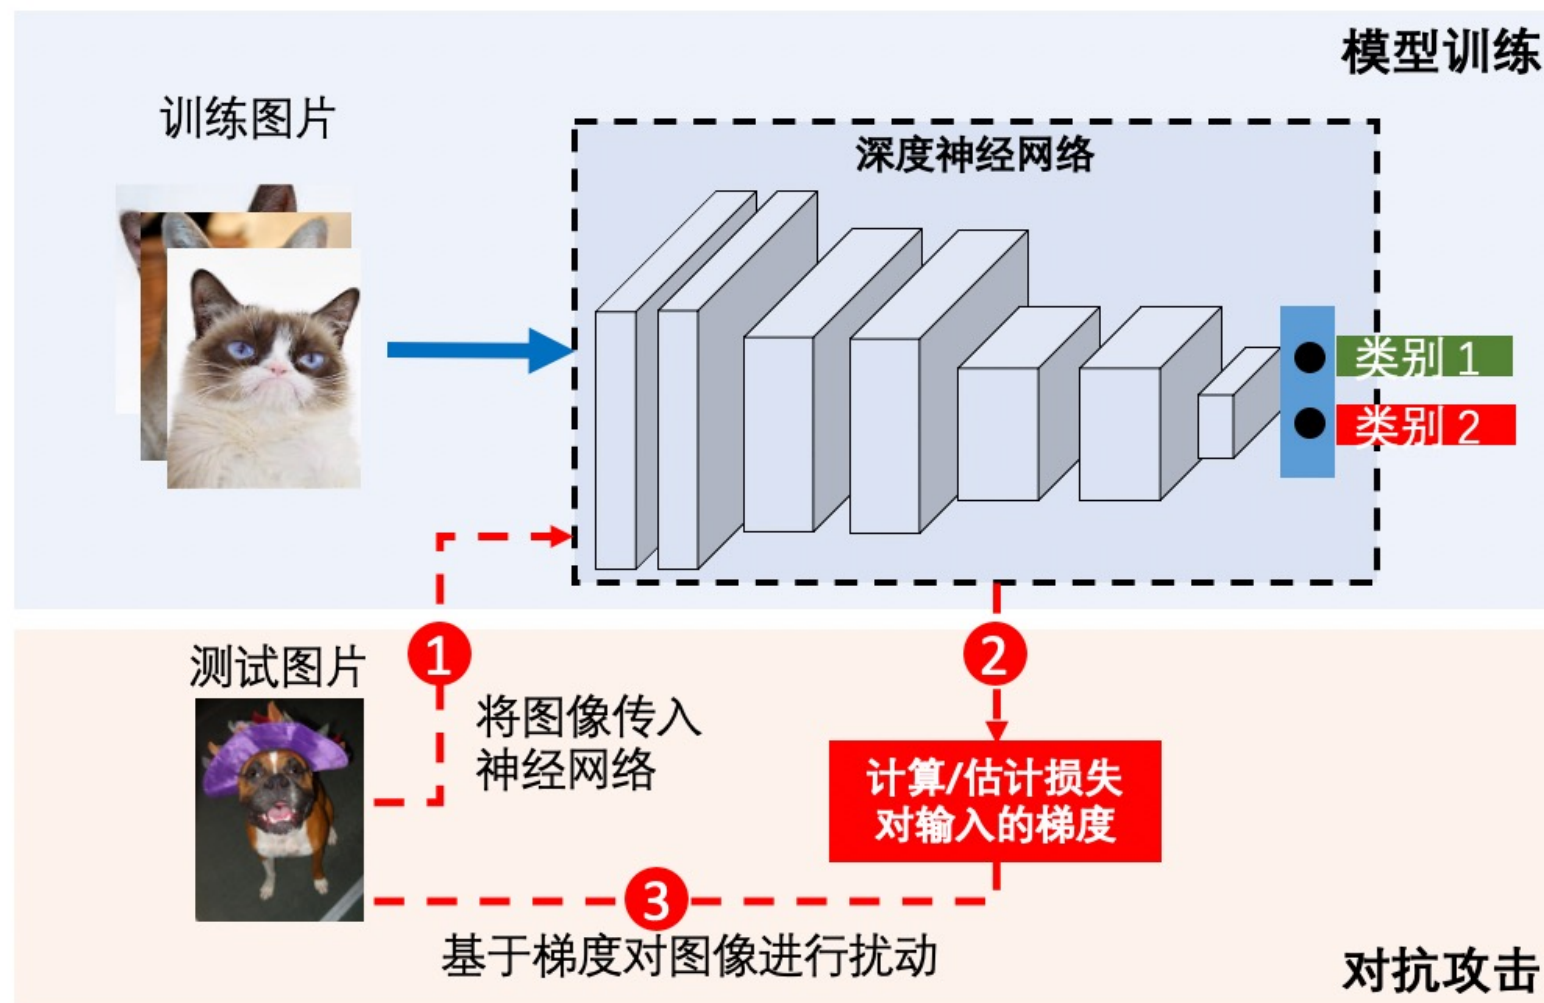 模型训练
训练图片
深度神经网络
类别 1
类别 2
1
2
测试图片
将图像传入
神经网络
计算/估计损失
对输入的梯度
3
基于梯度对图像进行扰动
对抗攻击